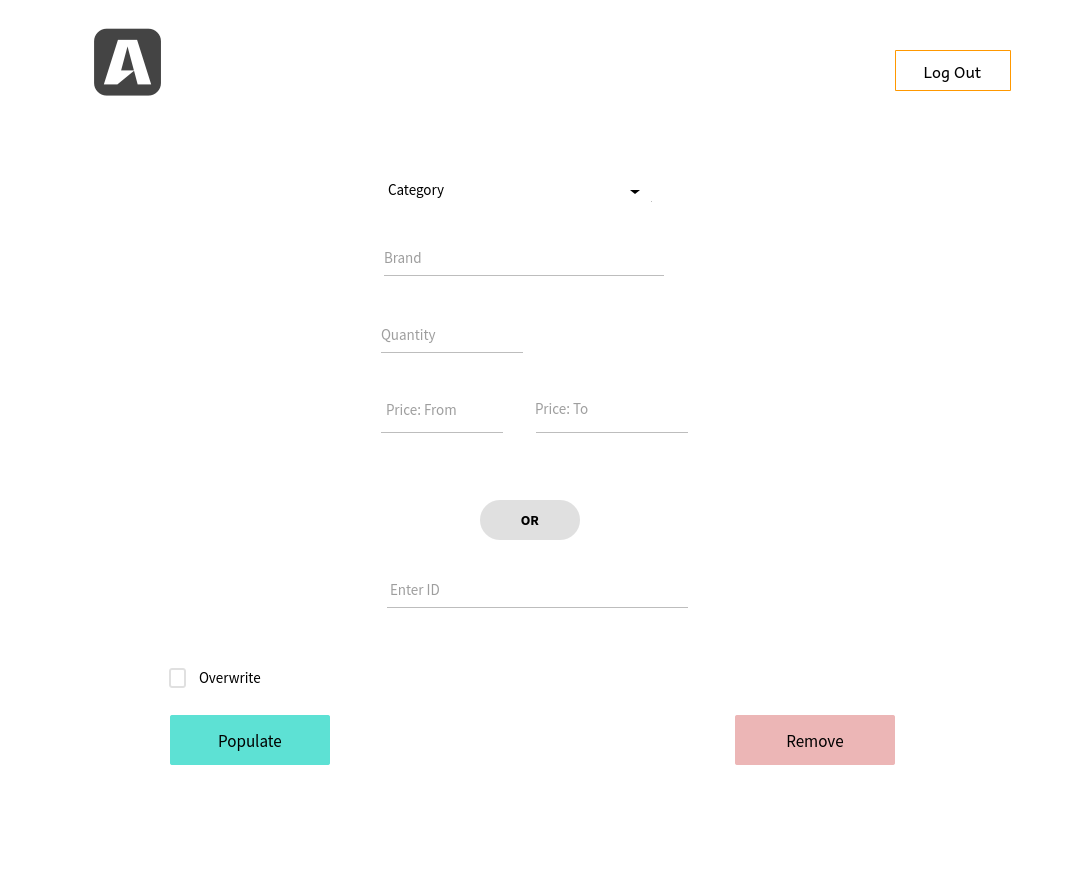 Log Out
Category
Brand
Quantity
Price: From
Price: To
OR
Enter ID
Overwrite
Populate
Remove